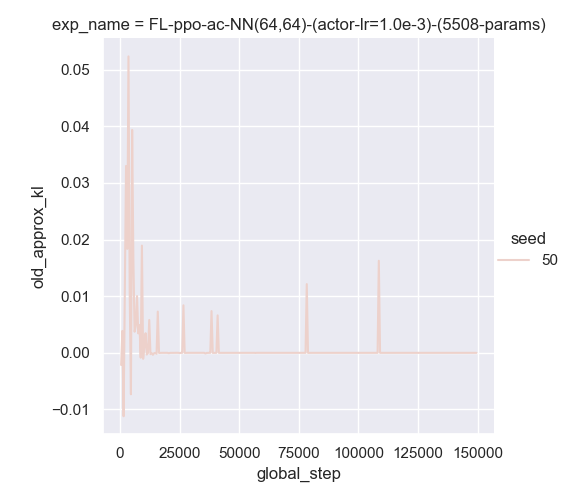 exp_name = FL-ppo-ac-NN(64,64)-(actor-lr=1.0e-3)-(5508-params)
0.05
0.04
0.03
0.02
0.01
0.00
−0.01
old_approx_kl
0 25000 50000 75000 100000 125000 150000
global_step
seed
50